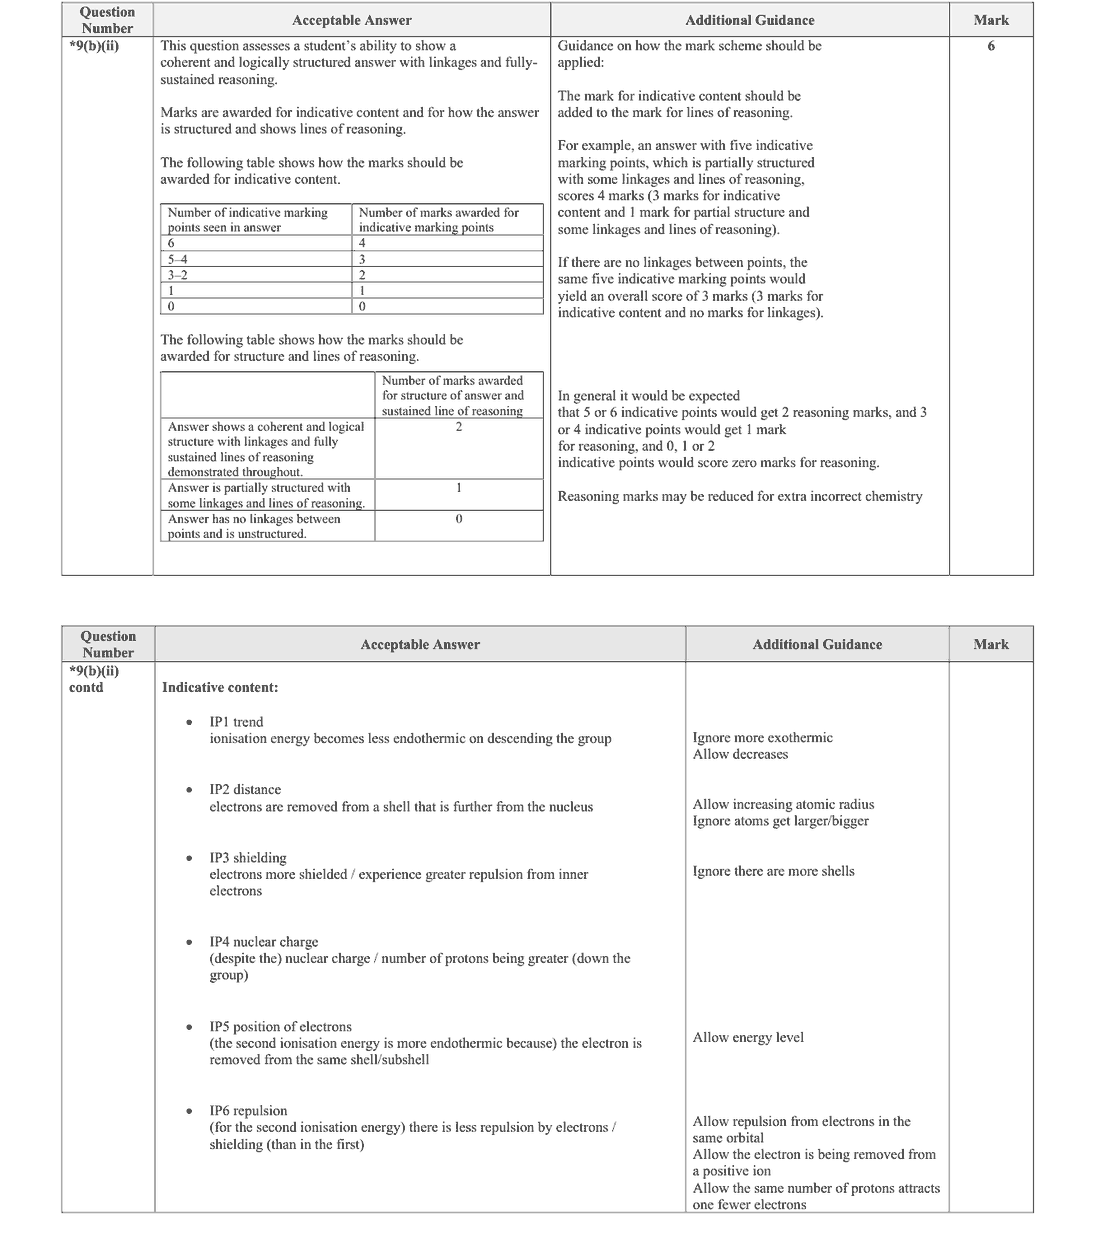 Question Number
Acceptable Answer
Additional Guidance
Mark
*9(b)(ii)
This question assesses a student's ability to show a
coherent and logically structured answer with linkages and fully-
sustained reasoning.
Marks are awarded for indicative content and for how the answer
is structured and shows lines of reasoning.
The following table shows how the marks should be
awarded for indicative content.
Number of indicative marking
points seen in answer
Number of marks awarded for
indicative marking points
6
4
5–4
3
3–2
2
1
1
0
0
The following table shows how the marks should be
awarded for structure and lines of reasoning.
Number of marks awarded
for structure of answer and
sustained line of reasoning
Answer shows a coherent and logical
structure with linkages and fully
sustained lines of reasoning
demonstrated throughout.
2
Answer is partially structured with
some linkages and lines of reasoning.
1
Answer has no linkages between
points and is unstructured.
0
Guidance on how the mark scheme should be
applied:
The mark for indicative content should be
added to the mark for lines of reasoning.
For example, an answer with five indicative
marking points, which is partially structured
with some linkages and lines of reasoning,
scores 4 marks (3 marks for indicative
content and 1 mark for partial structure and
some linkages and lines of reasoning).
If there are no linkages between points, the
same five indicative marking points would
yield an overall score of 3 marks (3 marks for
indicative content and no marks for linkages).
In general it would be expected
that 5 or 6 indicative points would get 2 reasoning marks, and 3
or 4 indicative points would get 1 mark
for reasoning, and 0, 1 or 2
indicative points would score zero marks for reasoning.
Reasoning marks may be reduced for extra incorrect chemistry
6
Question
Number
Acceptable Answer
Additional Guidance
Mark
*9(b)(ii)
contd
Indicative content:
• IP1 trend
ionisation energy becomes less endothermic on descending the group
Ignore more exothermic
Allow decreases
• IP2 distance
electrons are removed from a shell that is further from the nucleus
Allow increasing atomic radius
Ignore atoms get larger/bigger
• IP3 shielding
electrons more shielded / experience greater repulsion from inner
electrons
Ignore there are more shells
• IP4 nuclear charge
(despite the) nuclear charge / number of protons being greater (down the
group)
• IP5 position of electrons
(the second ionisation energy is more endothermic because) the electron is
removed from the same shell/subshell
Allow energy level
• IP6 repulsion
(for the second ionisation energy) there is less repulsion by electrons /
shielding (than in the first)
Allow repulsion from electrons in the
same orbital
Allow the electron is being removed from
a positive ion
Allow the same number of protons attracts
one fewer electrons